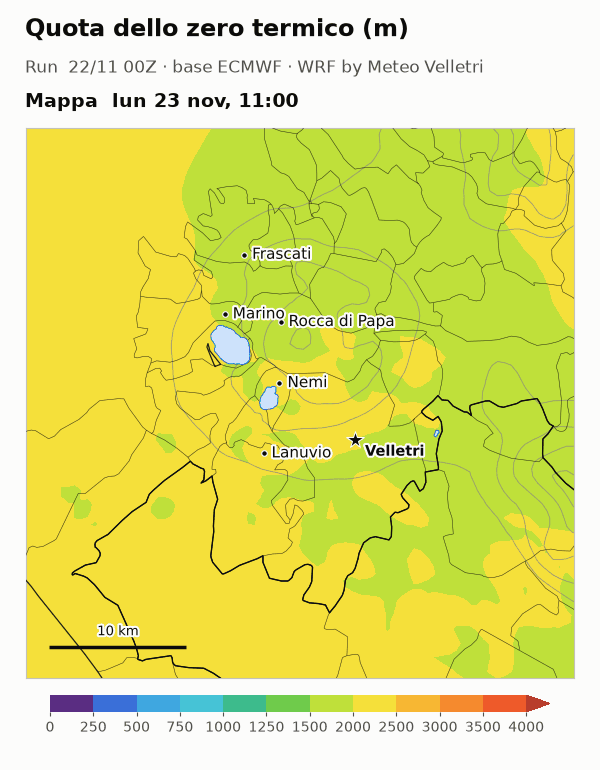 Quota dello zero termico (m)
Run 22/11 00Z · base ECMWF · WRF by Meteo Velletri
Mappa lun 23 nov, 11:00
Frascati
Marino
Rocca di Papa
Nemi
Velletri
Lanuvio
10 km
0 250 500 750 1000 1250 1500 2000 2500 3000 3500 4000